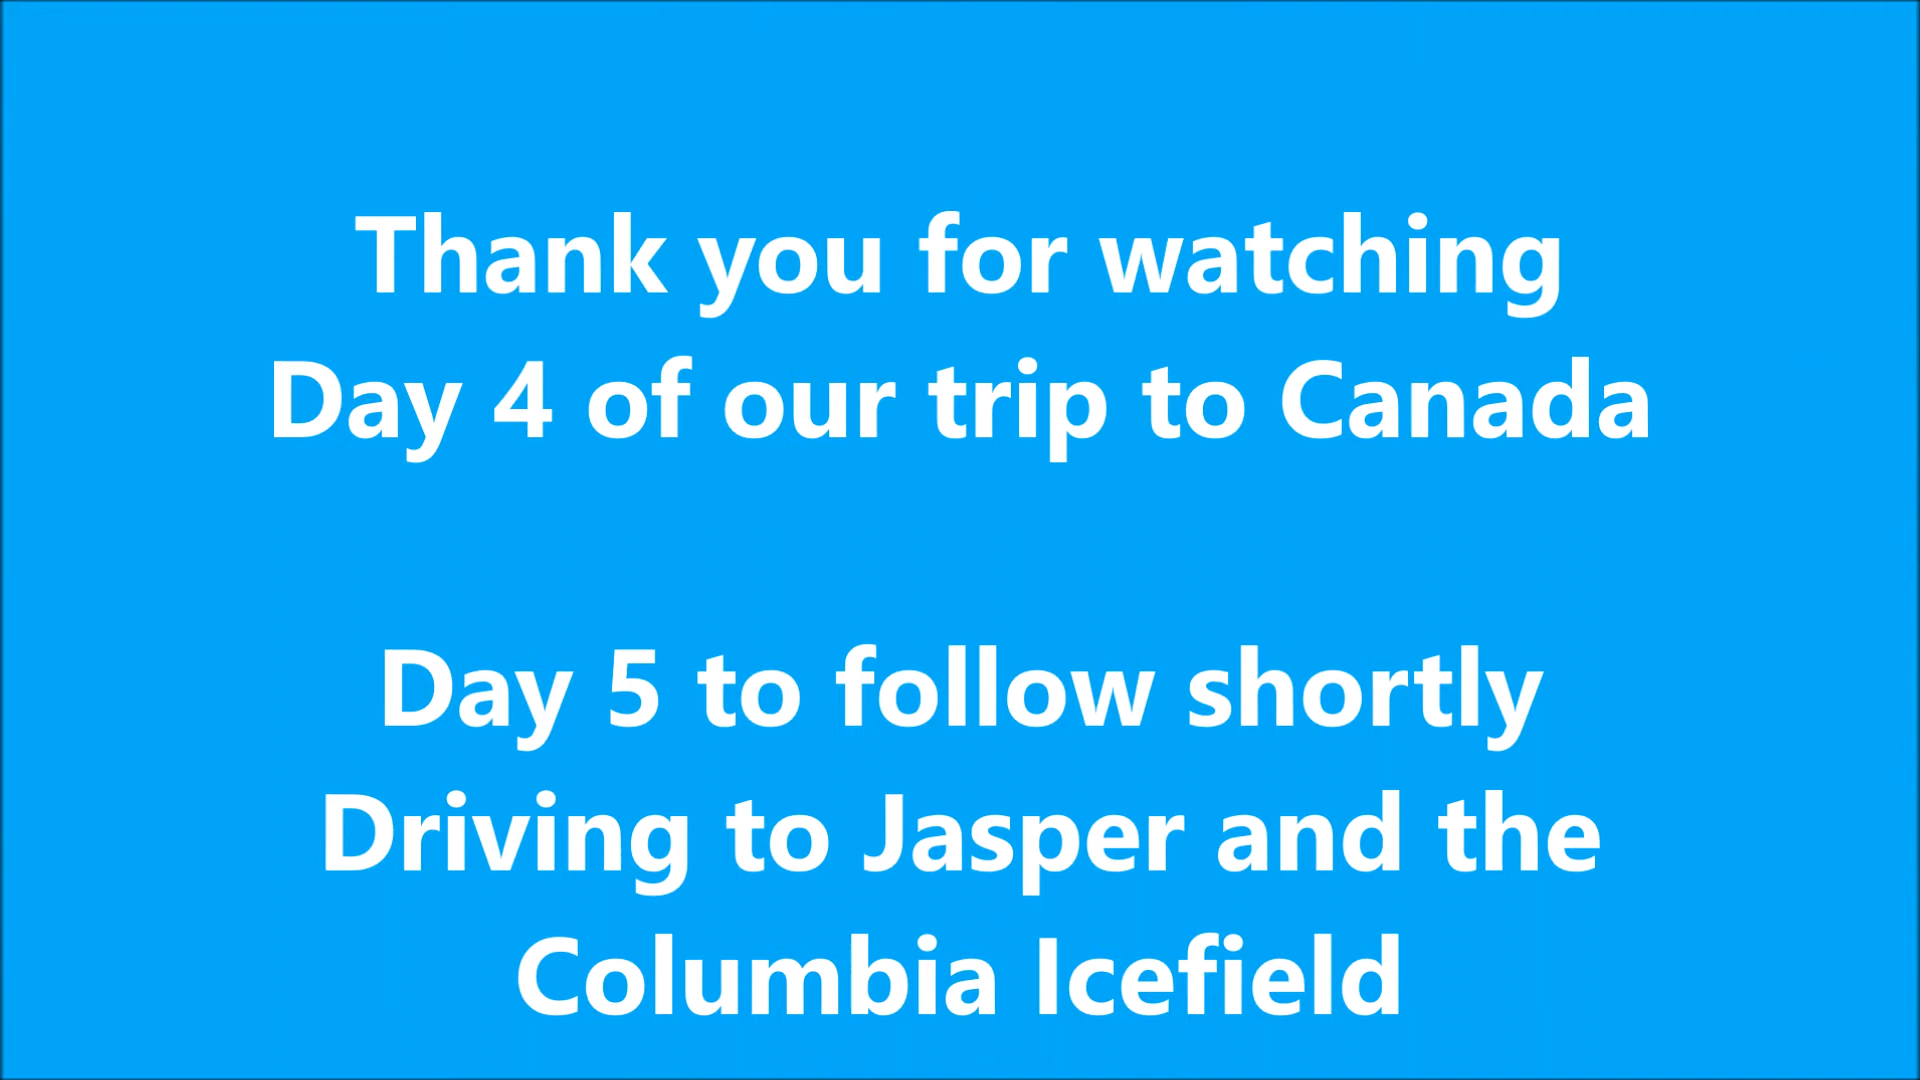 Thank you for watching
Day 4 of our trip to Canada
Day 5 to follow shortly
Driving to Jasper and the
Columbia Icefield